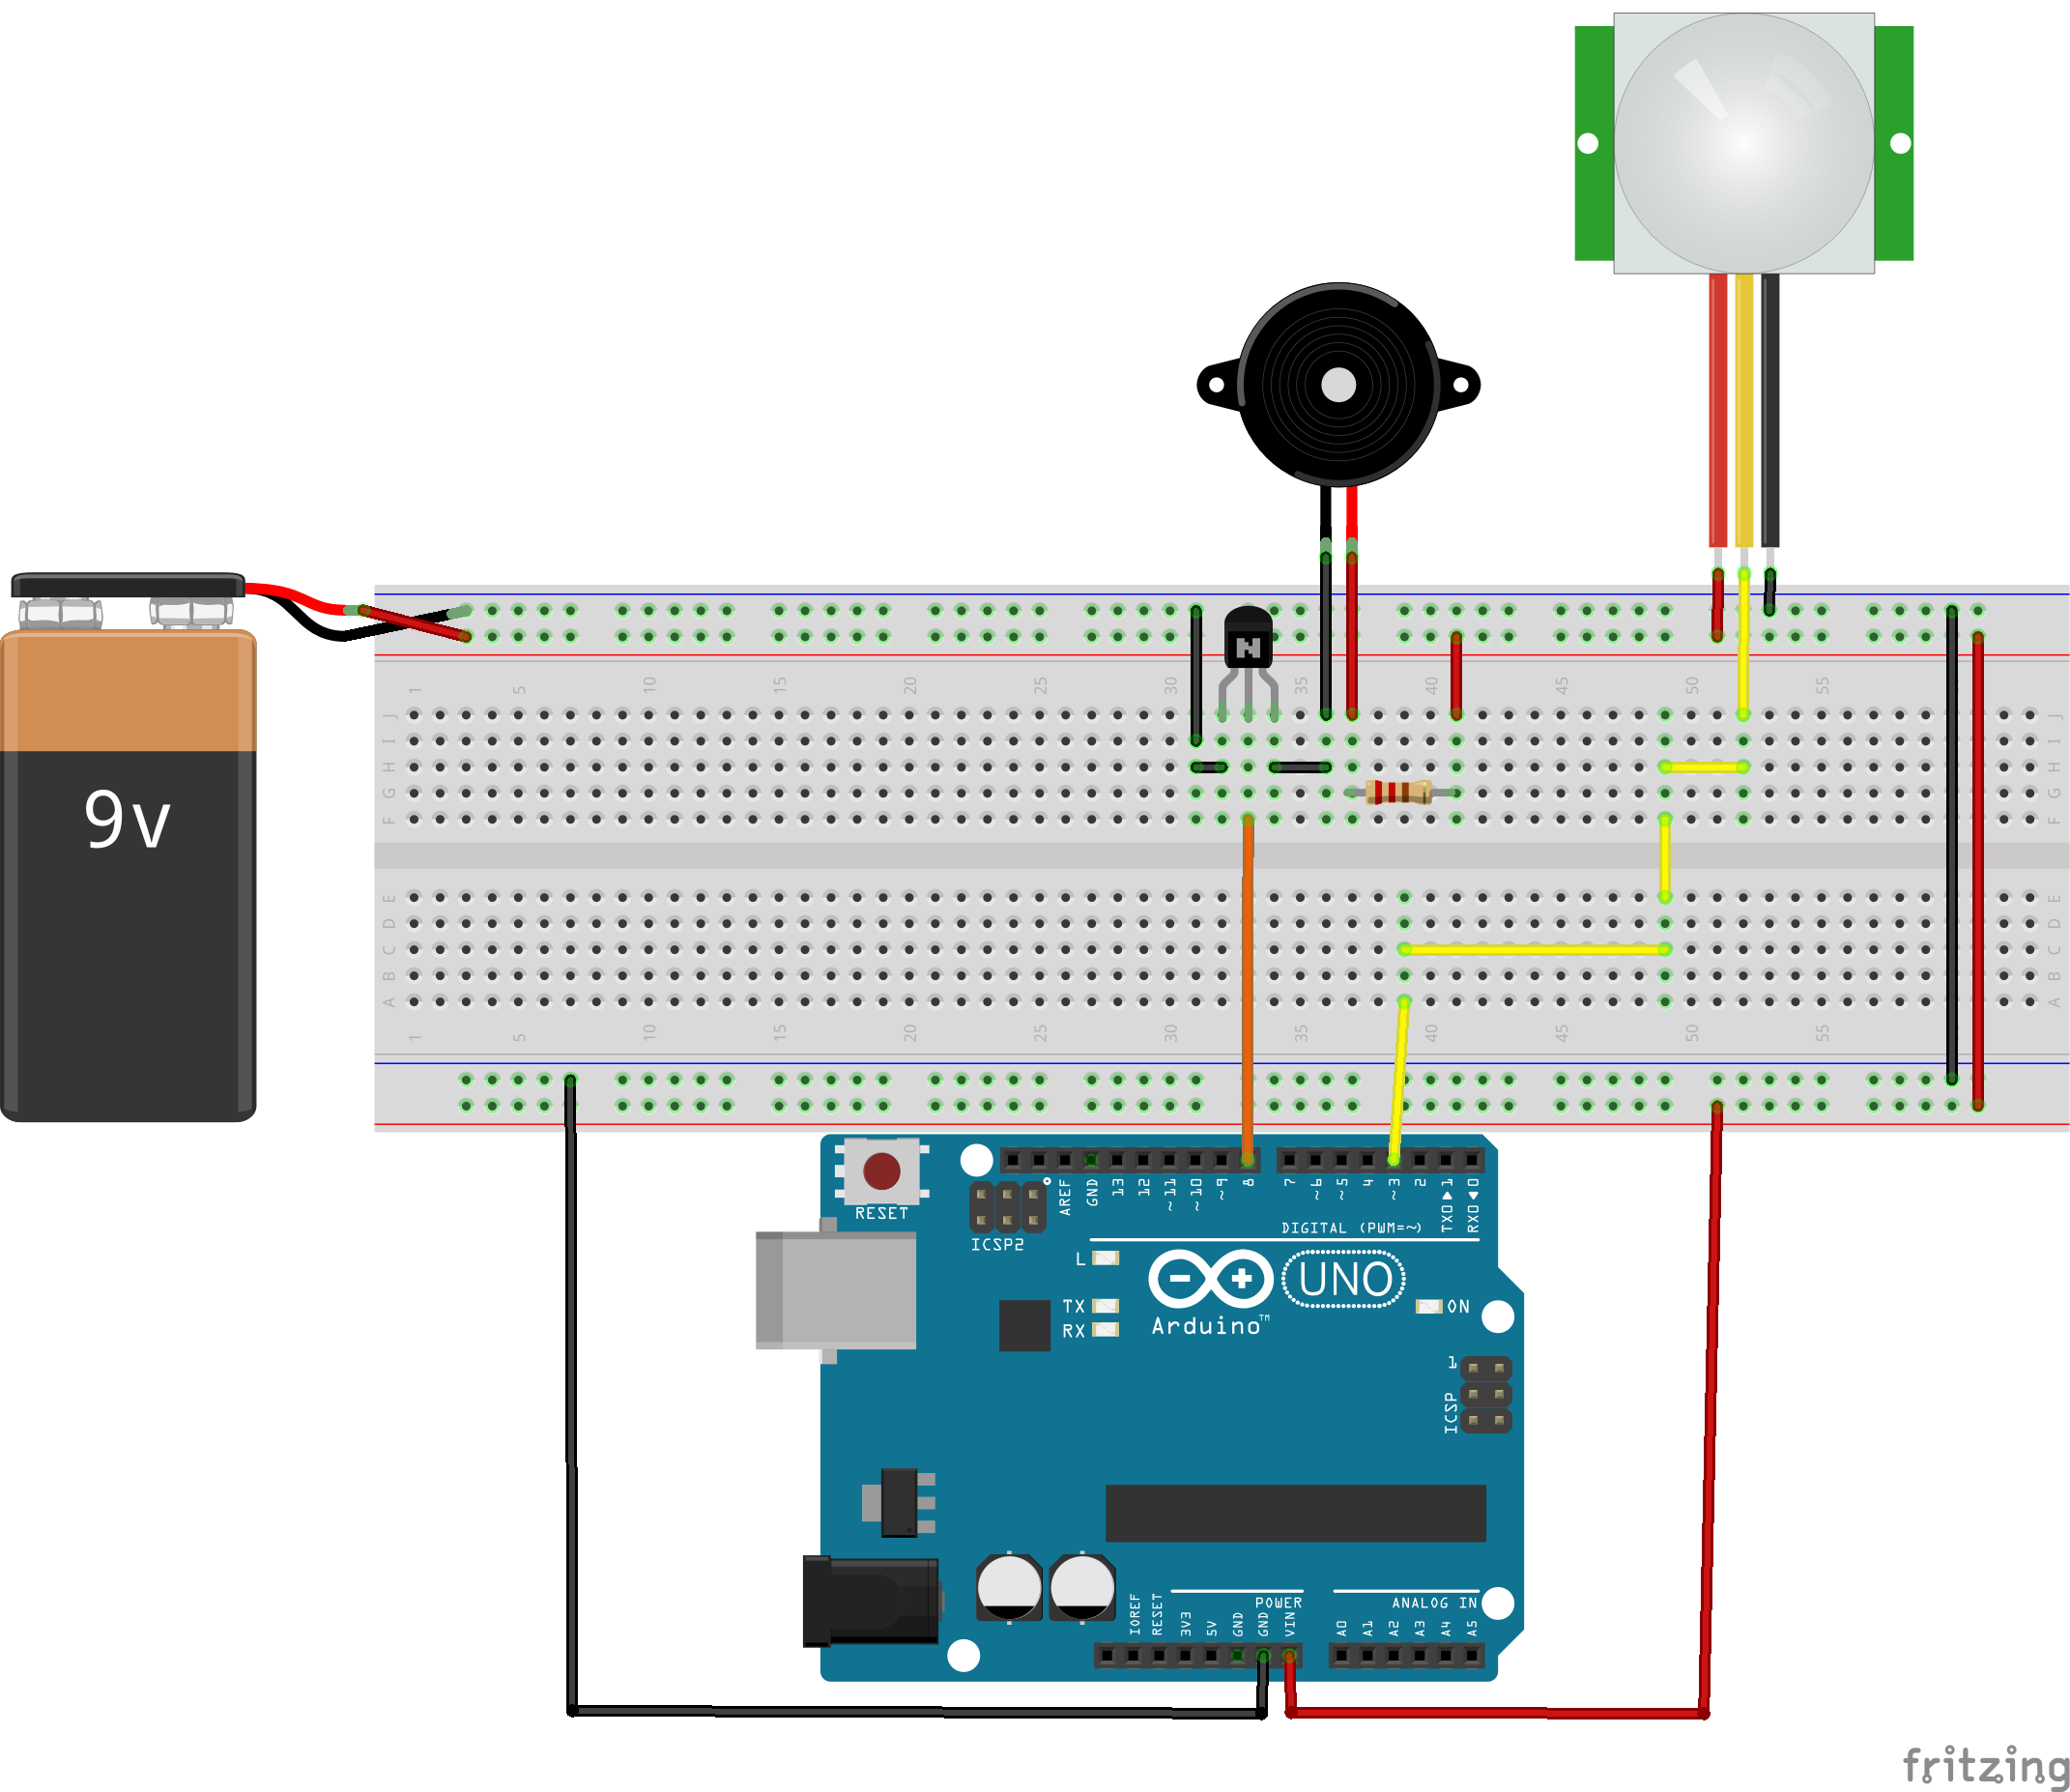 9v
N
1 5 10 15 20 25 30 35 40 45 50 55
J J
I I
H H
G G
F F
E E
D D
C C
B B
A A
1 5 10 15 20 25 30 35 40 45 50 55
RESET
ICSP2
AREF
GND
13
12
~11
~10
~9
8
7
~6
~5
4
~3
2
TX0 1
RX0 0
DIGITAL (PWM=~)
L
TX
RX
UNO
ON
Arduino™
1
ICSP
IOREF
RESET
3V3
5V
GND
GND
VIN
POWER
ANALOG IN
A0
A1
A2
A3
A4
A5
fritzing